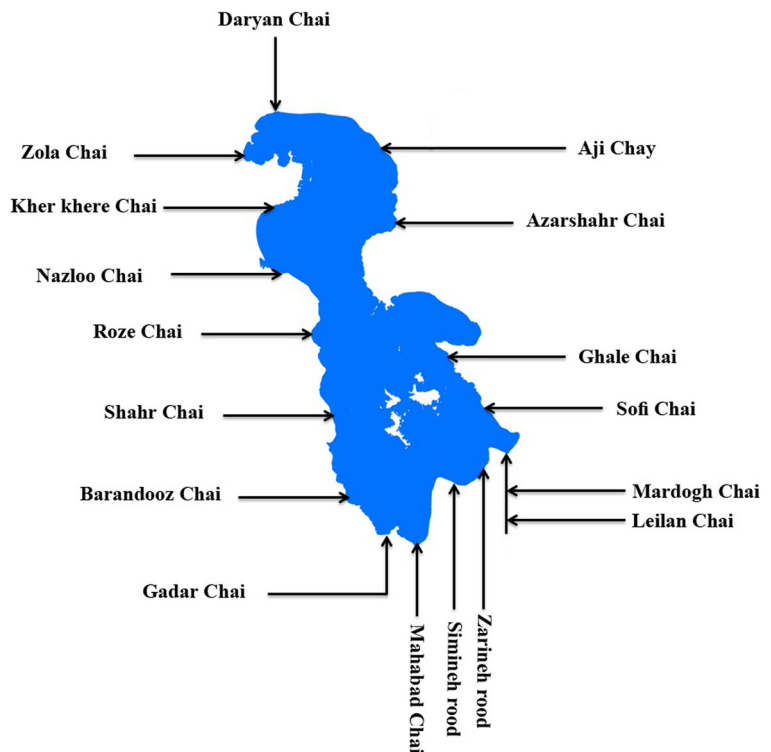 Daryan Chai
Zola Chai
Aji Chay
Kher khere Chai
Azarshahr Chai
Nazloo Chai
Roze Chai
Ghale Chai
Shahr Chai
Sofi Chai
Barandooz Chai
Mardogh Chai
Leilan Chai
Gadar Chai
Mahabad Chai
Simineh rood
Zarineh rood